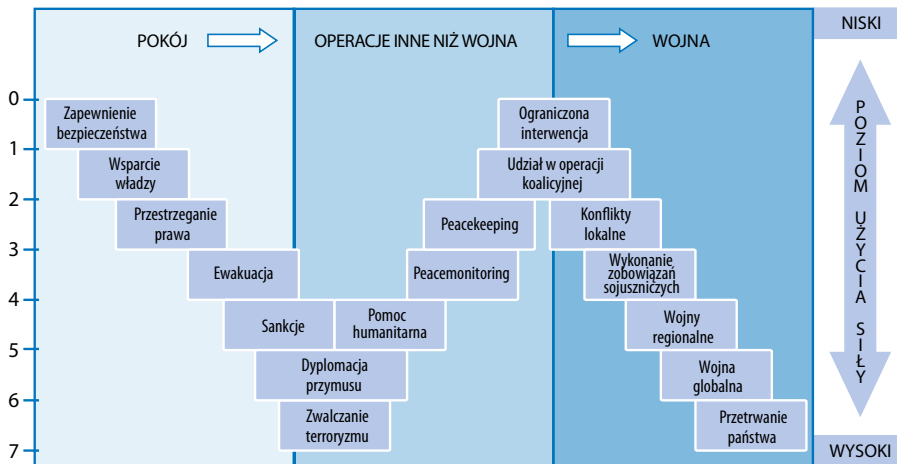 POKÓJ
OPERACJE INNE NIŻ WOJNA
WOJNA
NISKI
0
Zapewnienie
bezpieczeństwa
Ograniczona
interwencja
1
Wsparcie
władzy
Udział w operacji
koalicyjnej
2
Przestrzeganie
prawa
Peacekeeping
Konflikty
lokalne
3
Ewakuacja
Peacemonitoring
Wykonanie
zobowiązań
sojuszniczych
4
Sankcje
Pomoc
humanitarna
Wojny
regionalne
5
Dyplomacja
przymusu
Wojna
globalna
6
Zwalczanie
terroryzmu
Przetrwanie
państwa
7
POZIOM UŻYCIA SIŁY
WYSOKI